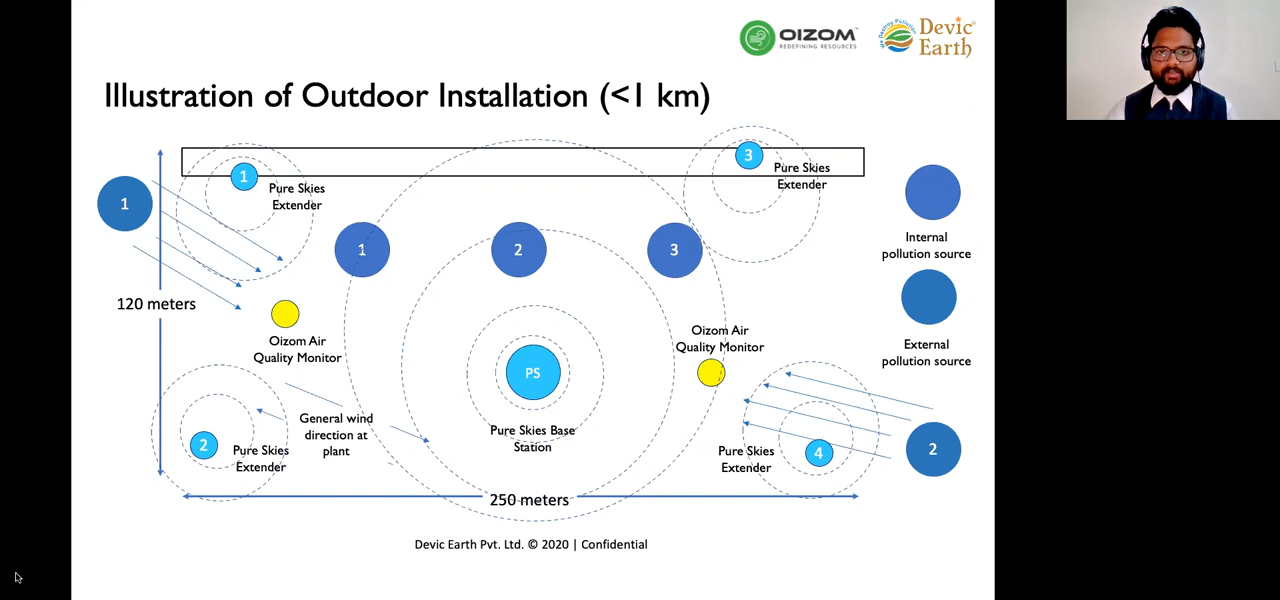 OIZOM
REDEFINING RESOURCES
We Destroy Pollution
Devic
Earth
Illustration of Outdoor Installation (<1 km)
1
Pure Skies
Extender
3
Pure Skies
Extender
1
1
2
3
Internal
pollution source
120 meters
Oizom Air
Quality Monitor
Oizom Air
Quality Monitor
External
pollution source
PS
Pure Skies Base
Station
General wind
direction at
plant
2
Pure Skies
Extender
Pure Skies
Extender
4
2
250 meters
Devic Earth Pvt. Ltd. © 2020 | Confidential